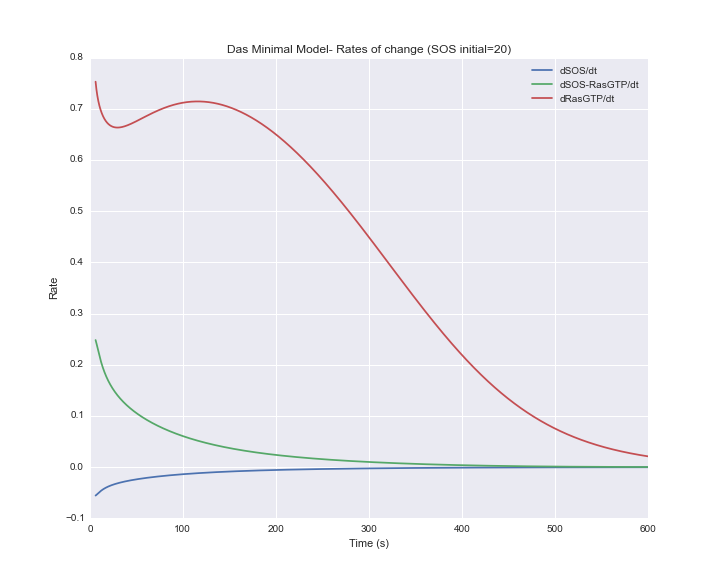 Das Minimal Model- Rates of change (SOS initial=20)
dSOS/dt
dSOS-RasGTP/dt
dRasGTP/dt
0.8
0.7
0.6
0.5
0.4
0.3
0.2
0.1
0.0
−0.1
Rate
0 100 200 300 400 500 600
Time (s)